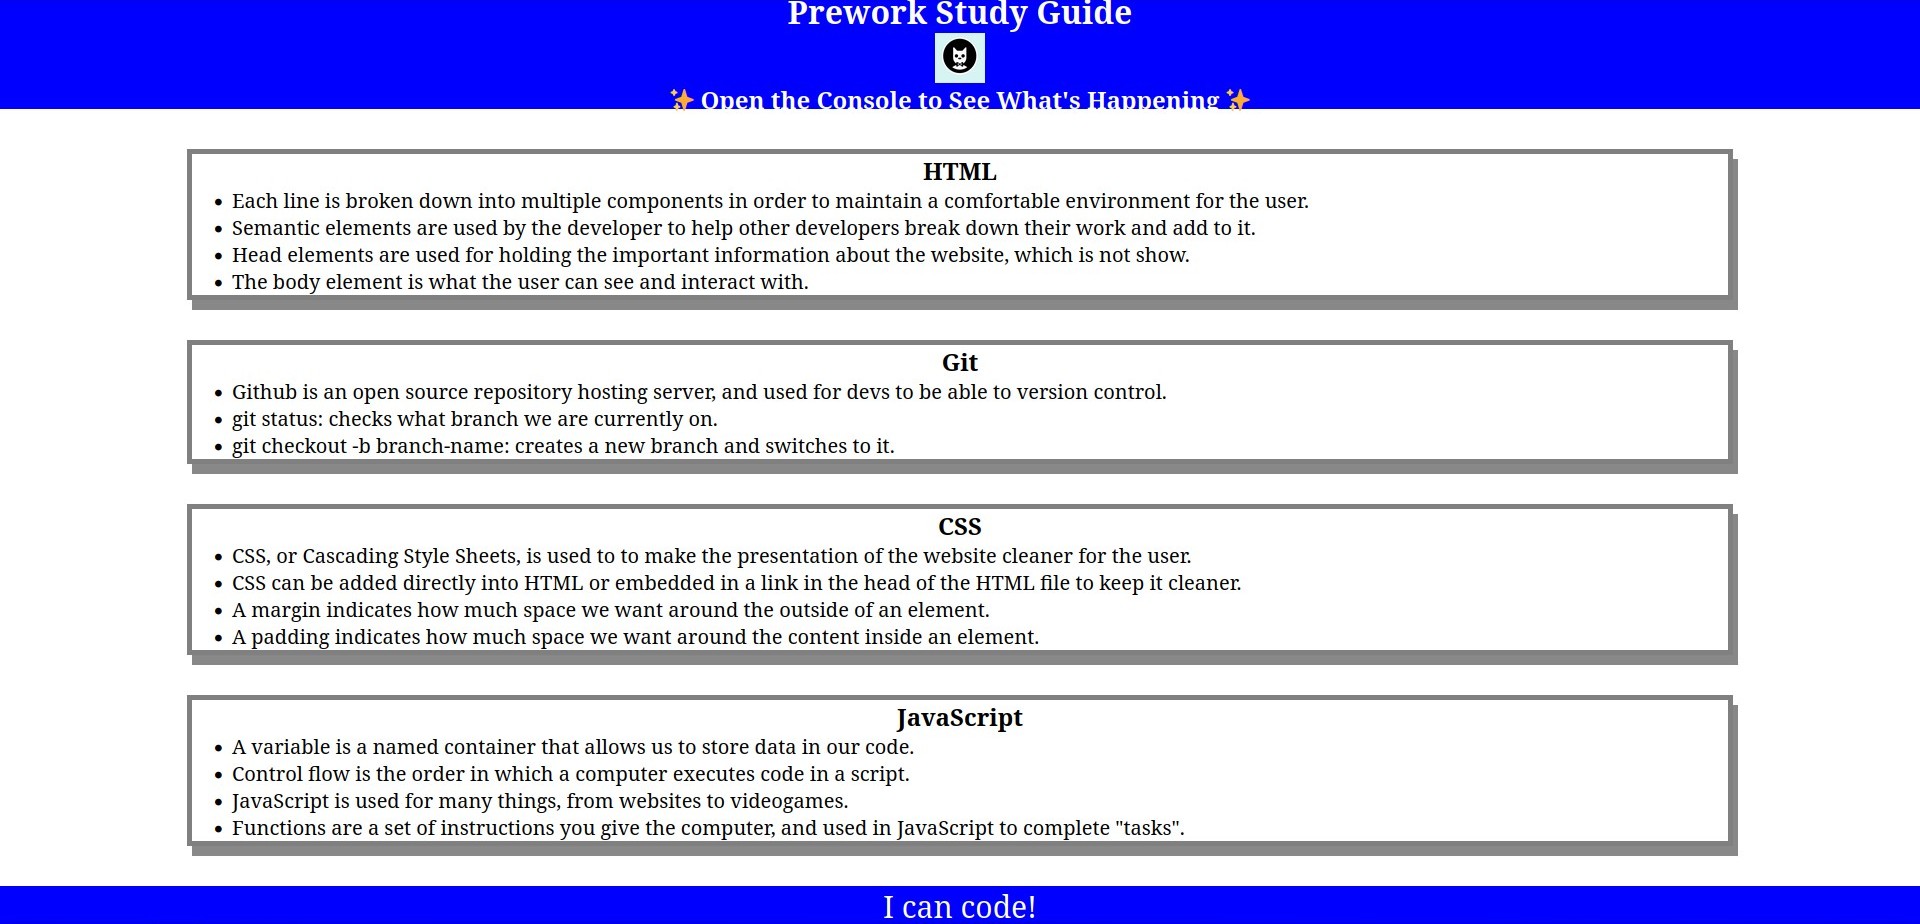 Prework Study Guide
✨ Open the Console to See What's Happening ✨
HTML
• Each line is broken down into multiple components in order to maintain a comfortable environment for the user.
• Semantic elements are used by the developer to help other developers break down their work and add to it.
• Head elements are used for holding the important information about the website, which is not show.
• The body element is what the user can see and interact with.
Git
• Github is an open source repository hosting server, and used for devs to be able to version control.
• git status: checks what branch we are currently on.
• git checkout -b branch-name: creates a new branch and switches to it.
CSS
• CSS, or Cascading Style Sheets, is used to to make the presentation of the website cleaner for the user.
• CSS can be added directly into HTML or embedded in a link in the head of the HTML file to keep it cleaner.
• A margin indicates how much space we want around the outside of an element.
• A padding indicates how much space we want around the content inside an element.
JavaScript
• A variable is a named container that allows us to store data in our code.
• Control flow is the order in which a computer executes code in a script.
• JavaScript is used for many things, from websites to videogames.
• Functions are a set of instructions you give the computer, and used in JavaScript to complete "tasks".
I can code!